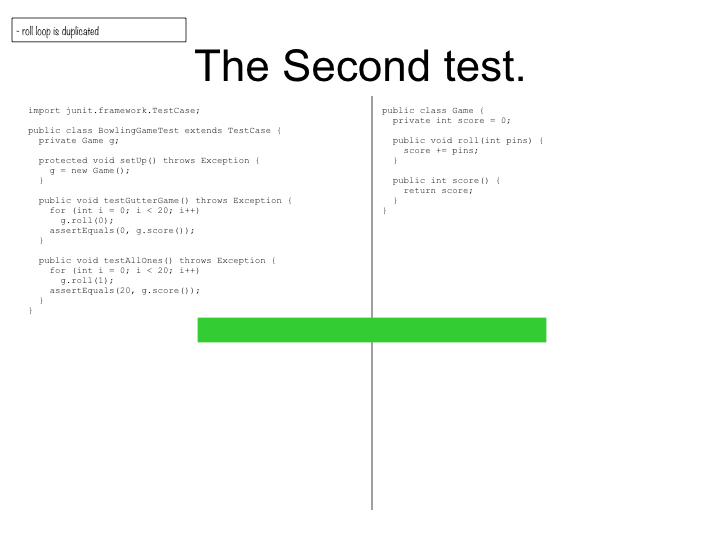 - roll loop is duplicated
The Second test.
import junit.framework.TestCase;

public class BowlingGameTest extends TestCase {
  private Game g;

  protected void setUp() throws Exception {
    g = new Game();
  }

  public void testGutterGame() throws Exception {
    for (int i = 0; i < 20; i++)
      g.roll(0);
    assertEquals(0, g.score());
  }

  public void testAllOnes() throws Exception {
    for (int i = 0; i < 20; i++)
      g.roll(1);
    assertEquals(20, g.score());
  }
}
public class Game {
  private int score = 0;

  public void roll(int pins) {
    score += pins;
  }

  public int score() {
    return score;
  }
}